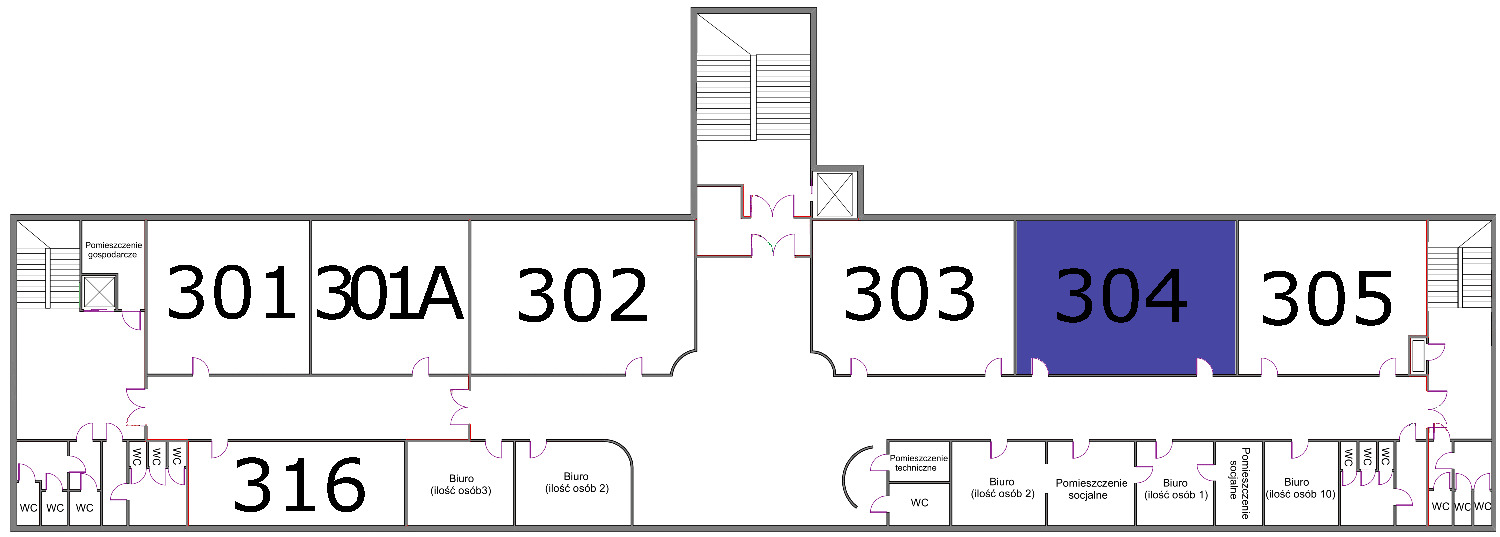 Pomieszczenie
gospodarcze
301
301A
302
303
304
305
WC
WC
WC
WC
WC
WC
316
Biuro
(ilość osób3)
Biuro
(ilość osób 2)
Pomieszczenie
techniczne
WC
Biuro
(ilość osób 2)
Pomieszczenie
socjalne
Biuro
(ilość osób 1)
Pomieszczenie
socjalne
Biuro
(ilość osób 10)
WC
WC
WC
WC
WC
WC